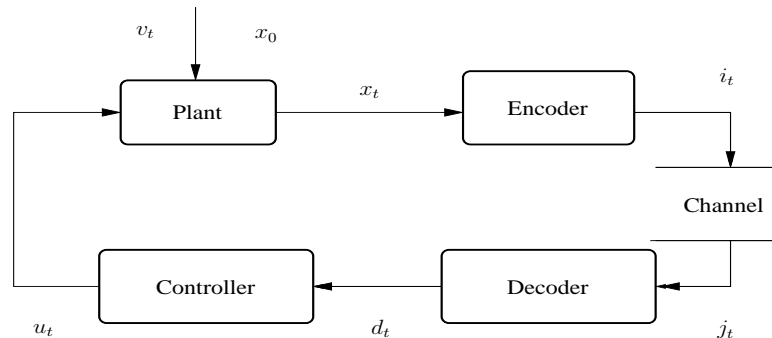 v_t x_0
Plant
x_t
Encoder
i_t
Channel
Controller
Decoder
u_t
d_t
j_t